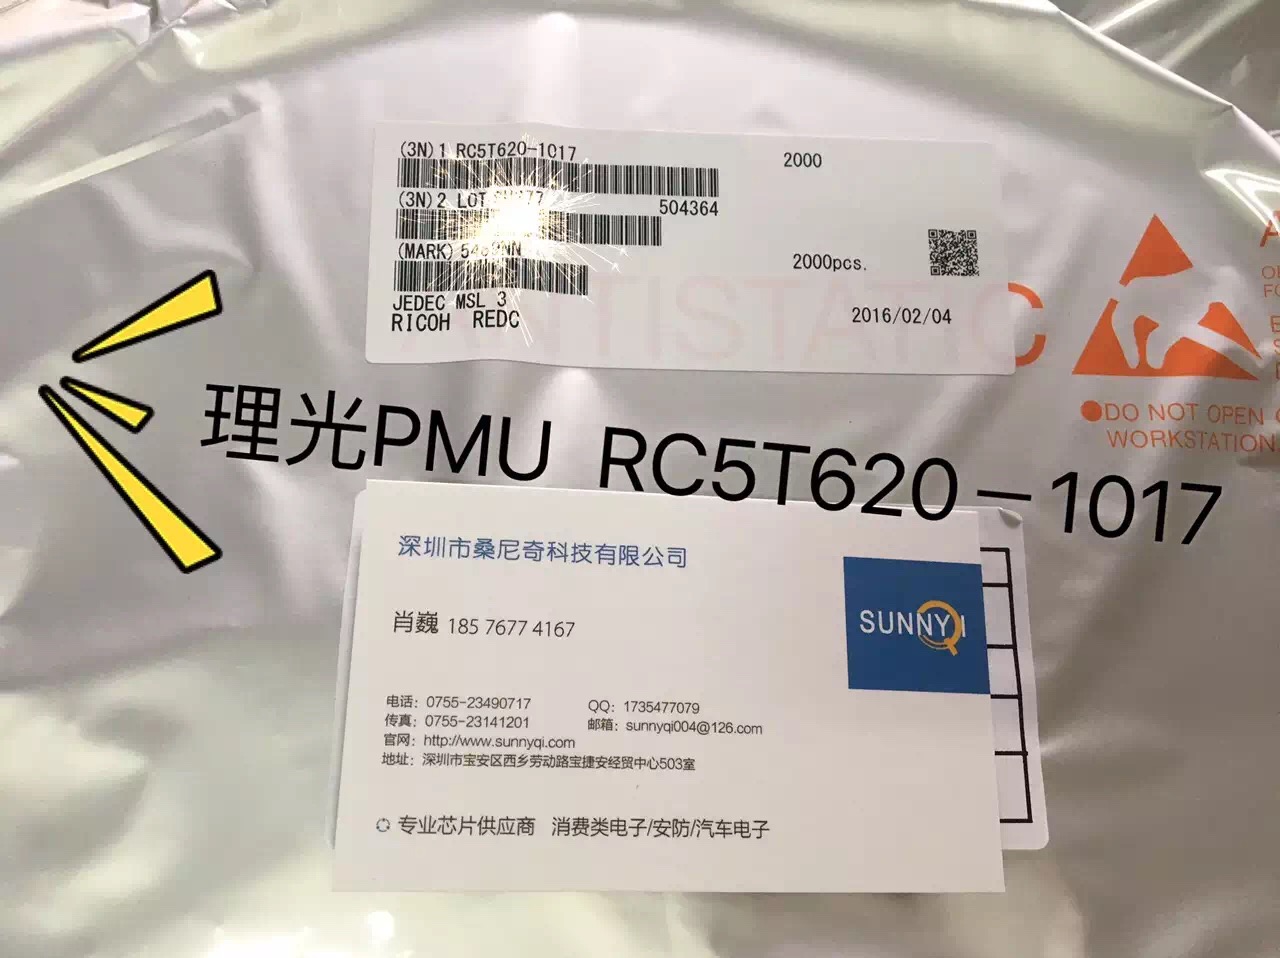 (3N)1 RC5T620-1017
2000
(3N)2 LOT
504364
(MARK)
2000pcs.
JEDEC MSL 3
RICOH REDC
2016/02/04
ANTISTATIC
DO NOT OPEN
WORKSTATION
理光PMU RC5T620-1017
深圳市桑尼奇科技有限公司
SUNNYQI
肖巍 185 7677 4167
电话：0755-23490717
QQ：1735477079
传真：0755-23141201
邮箱：sunnyqi004@126.com
官网：http://www.sunnyqi.com
地址：深圳市宝安区西乡劳动路宝捷安经贸中心503室
专业芯片供应商 消费类电子/安防/汽车电子